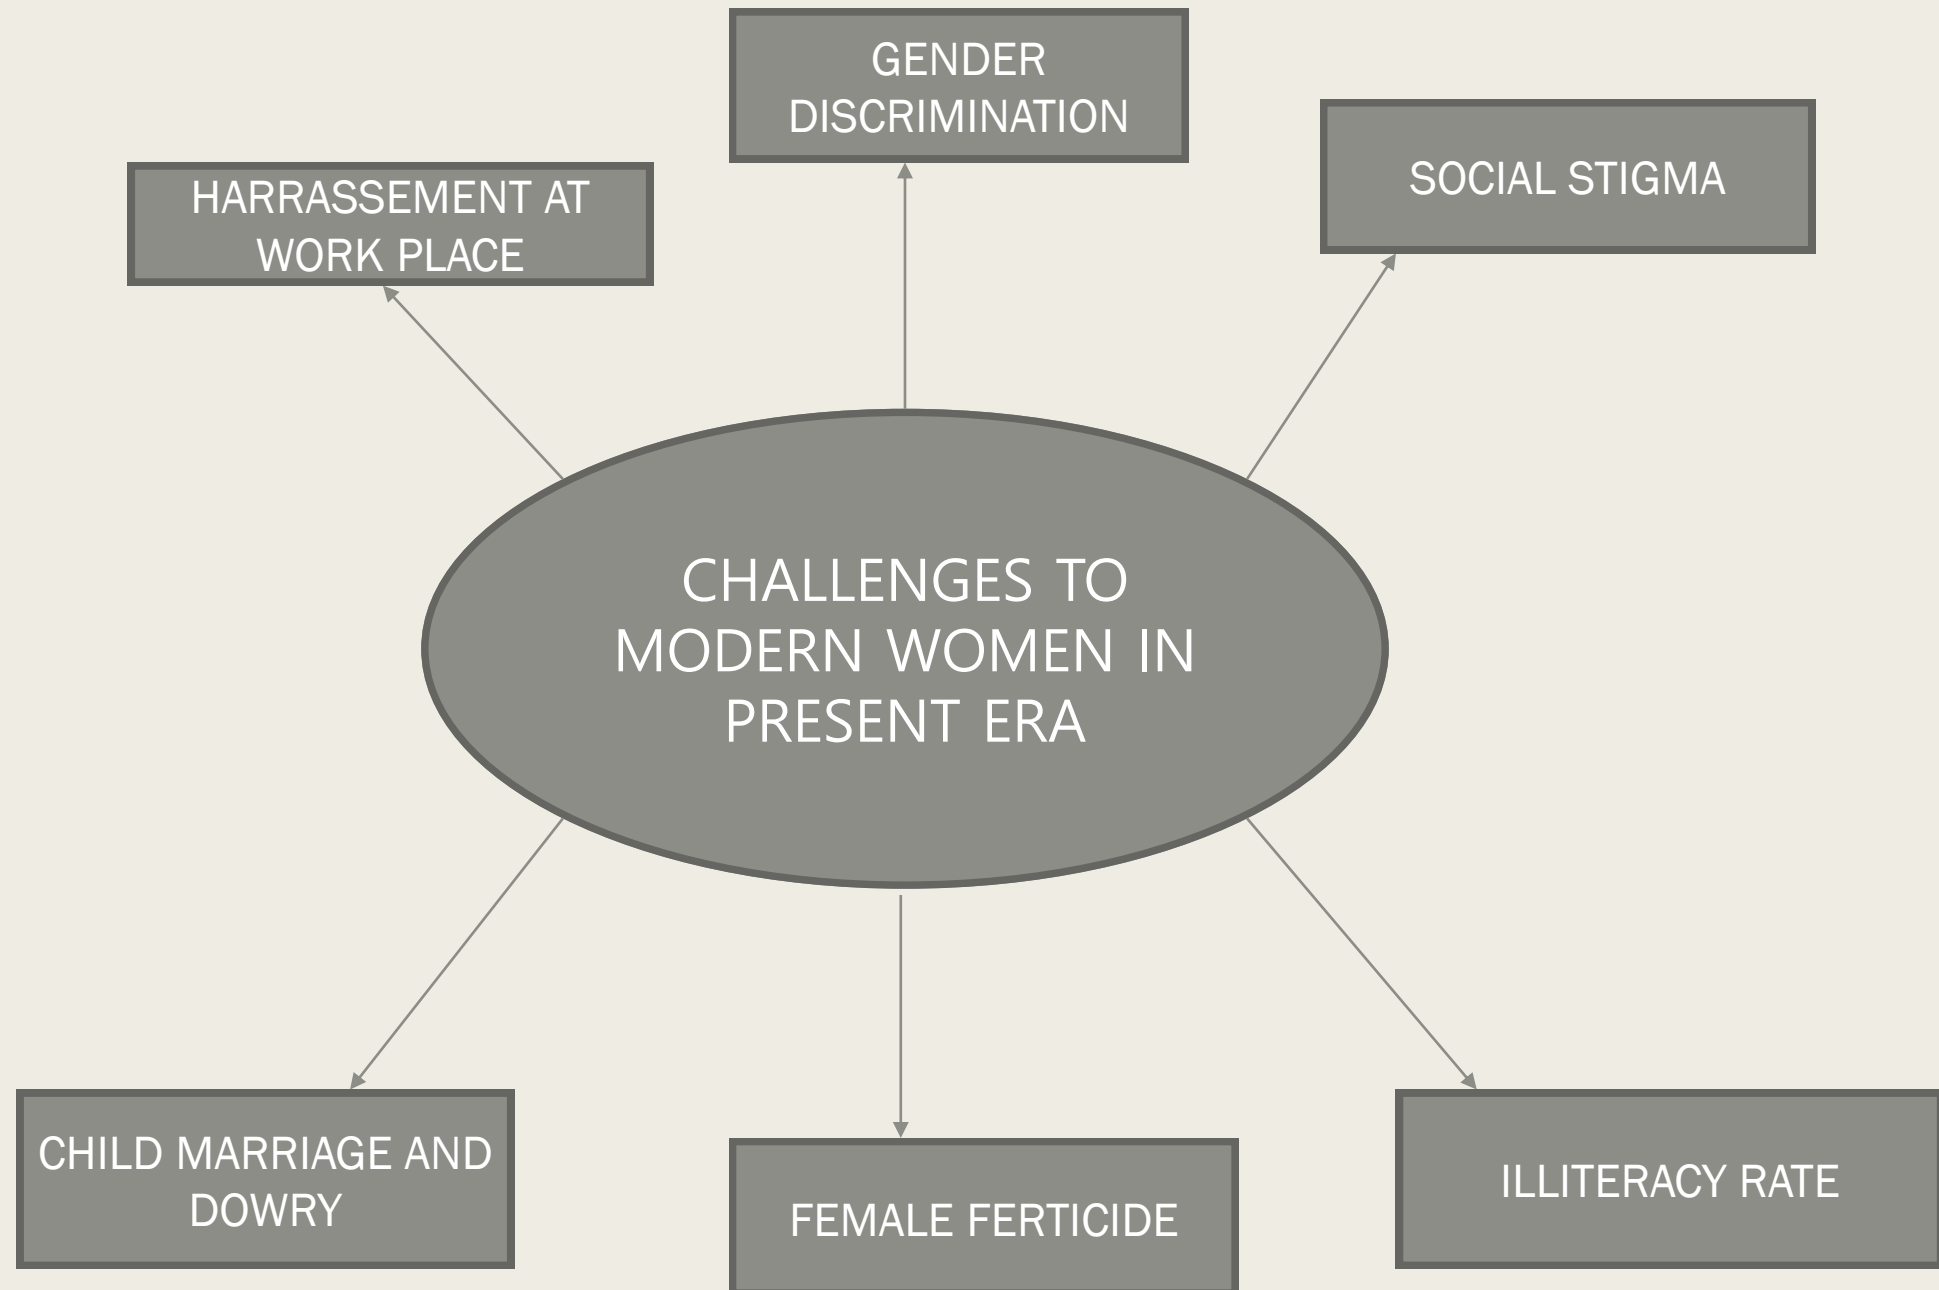 GENDER
DISCRIMINATION
SOCIAL STIGMA
HARRASSEMENT AT
WORK PLACE
CHALLENGES TO
MODERN WOMEN IN
PRESENT ERA
CHILD MARRIAGE AND
DOWRY
FEMALE FERTICIDE
ILLITERACY RATE